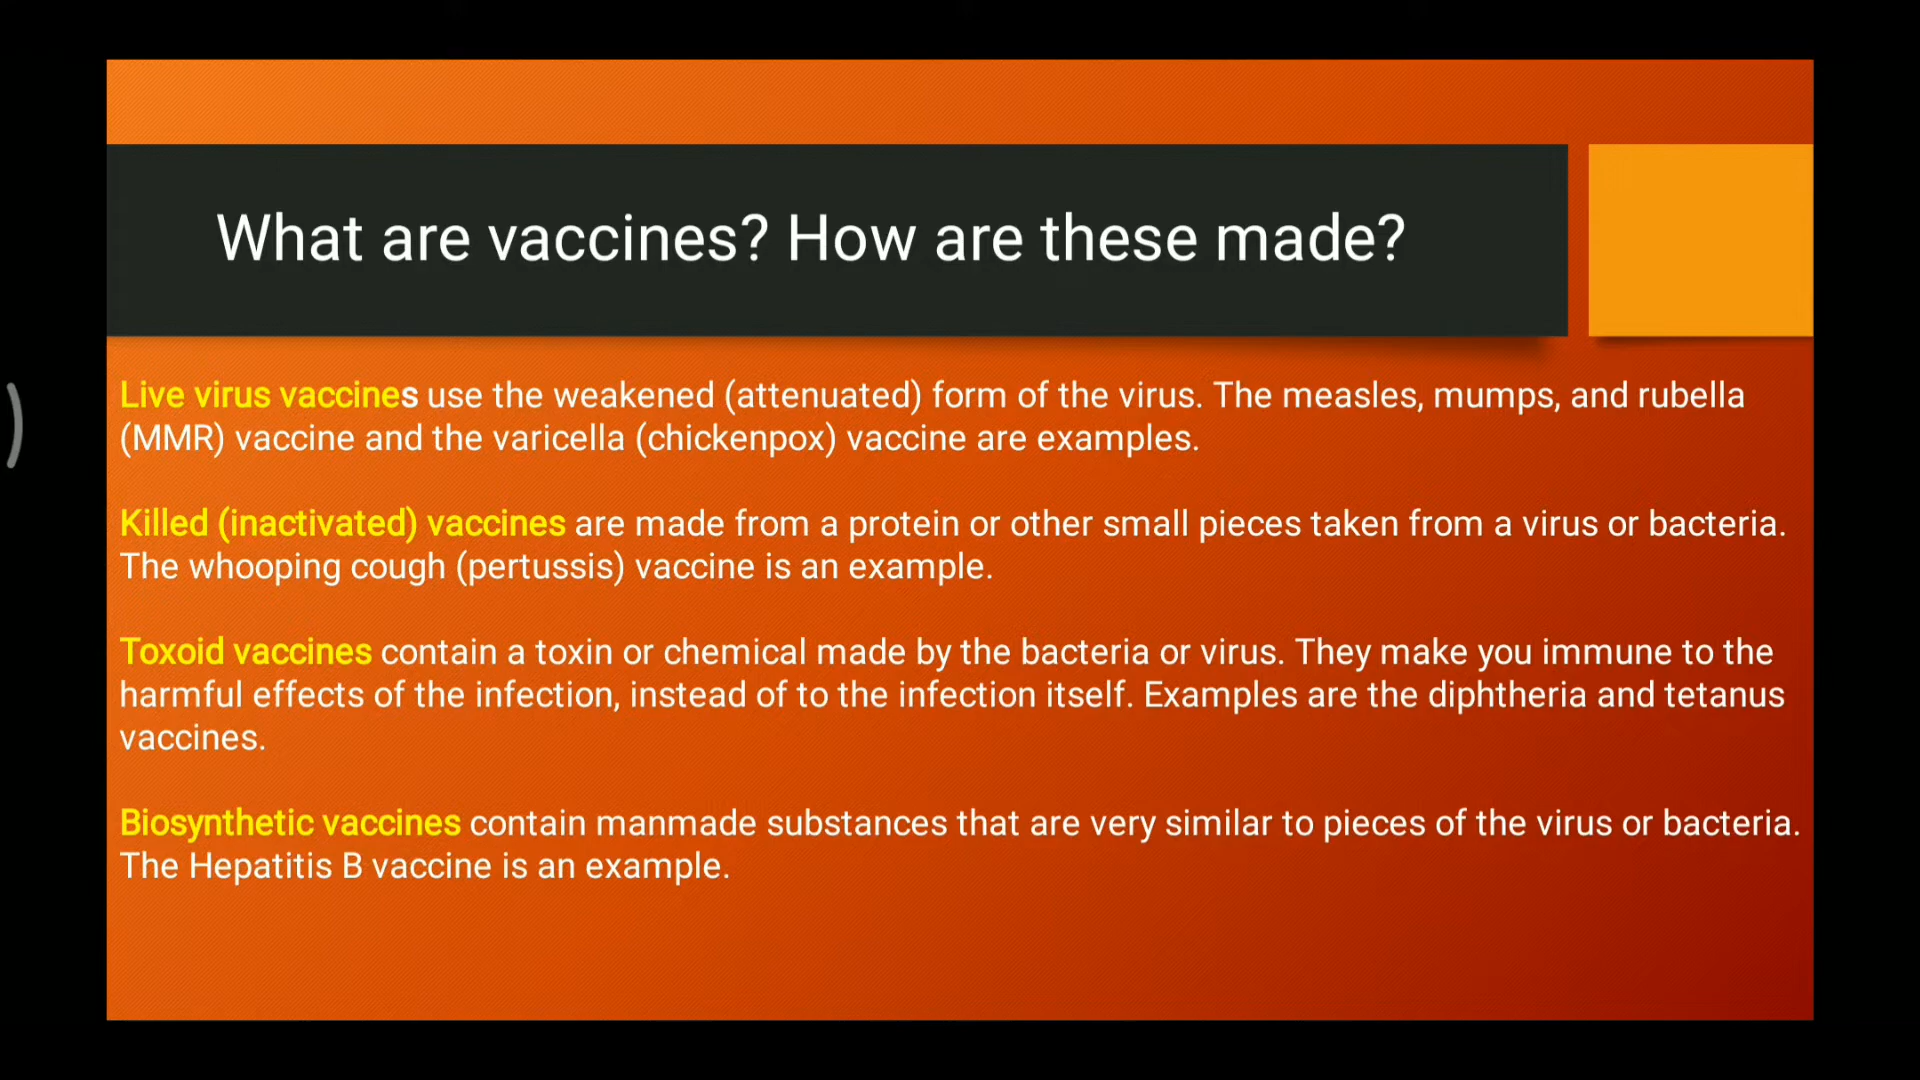 What are vaccines? How are these made?
Live virus vaccines use the weakened (attenuated) form of the virus. The measles, mumps, and rubella
(MMR) vaccine and the varicella (chickenpox) vaccine are examples.
Killed (inactivated) vaccines are made from a protein or other small pieces taken from a virus or bacteria.
The whooping cough (pertussis) vaccine is an example.
Toxoid vaccines contain a toxin or chemical made by the bacteria or virus. They make you immune to the
harmful effects of the infection, instead of to the infection itself. Examples are the diphtheria and tetanus
vaccines.
Biosynthetic vaccines contain manmade substances that are very similar to pieces of the virus or bacteria.
The Hepatitis B vaccine is an example.